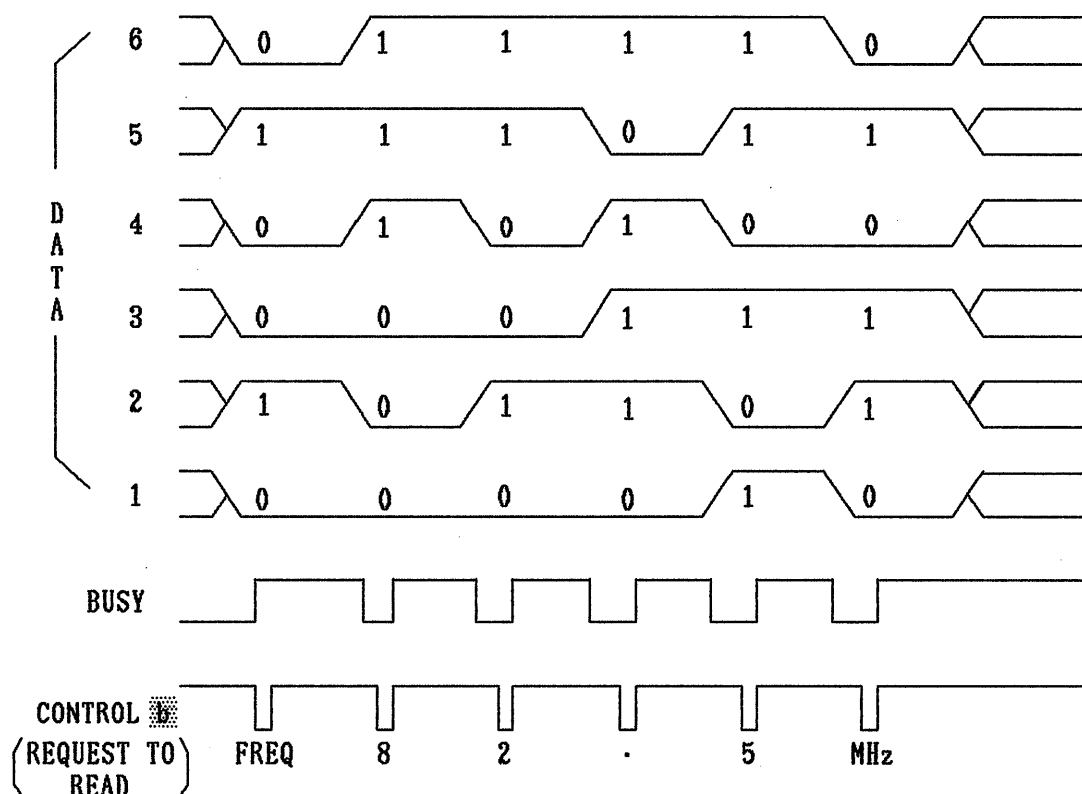 6 0 1 1 1 1 0
5 1 1 1 0 1 1
4 0 1 0 1 0 0
3 0 0 0 1 1 1
2 1 0 1 1 0 1
1 0 0 0 0 1 0
DATA
BUSY
CONTROL b
(REQUEST TO
READ
FREQ 8 2 . 5 MHz